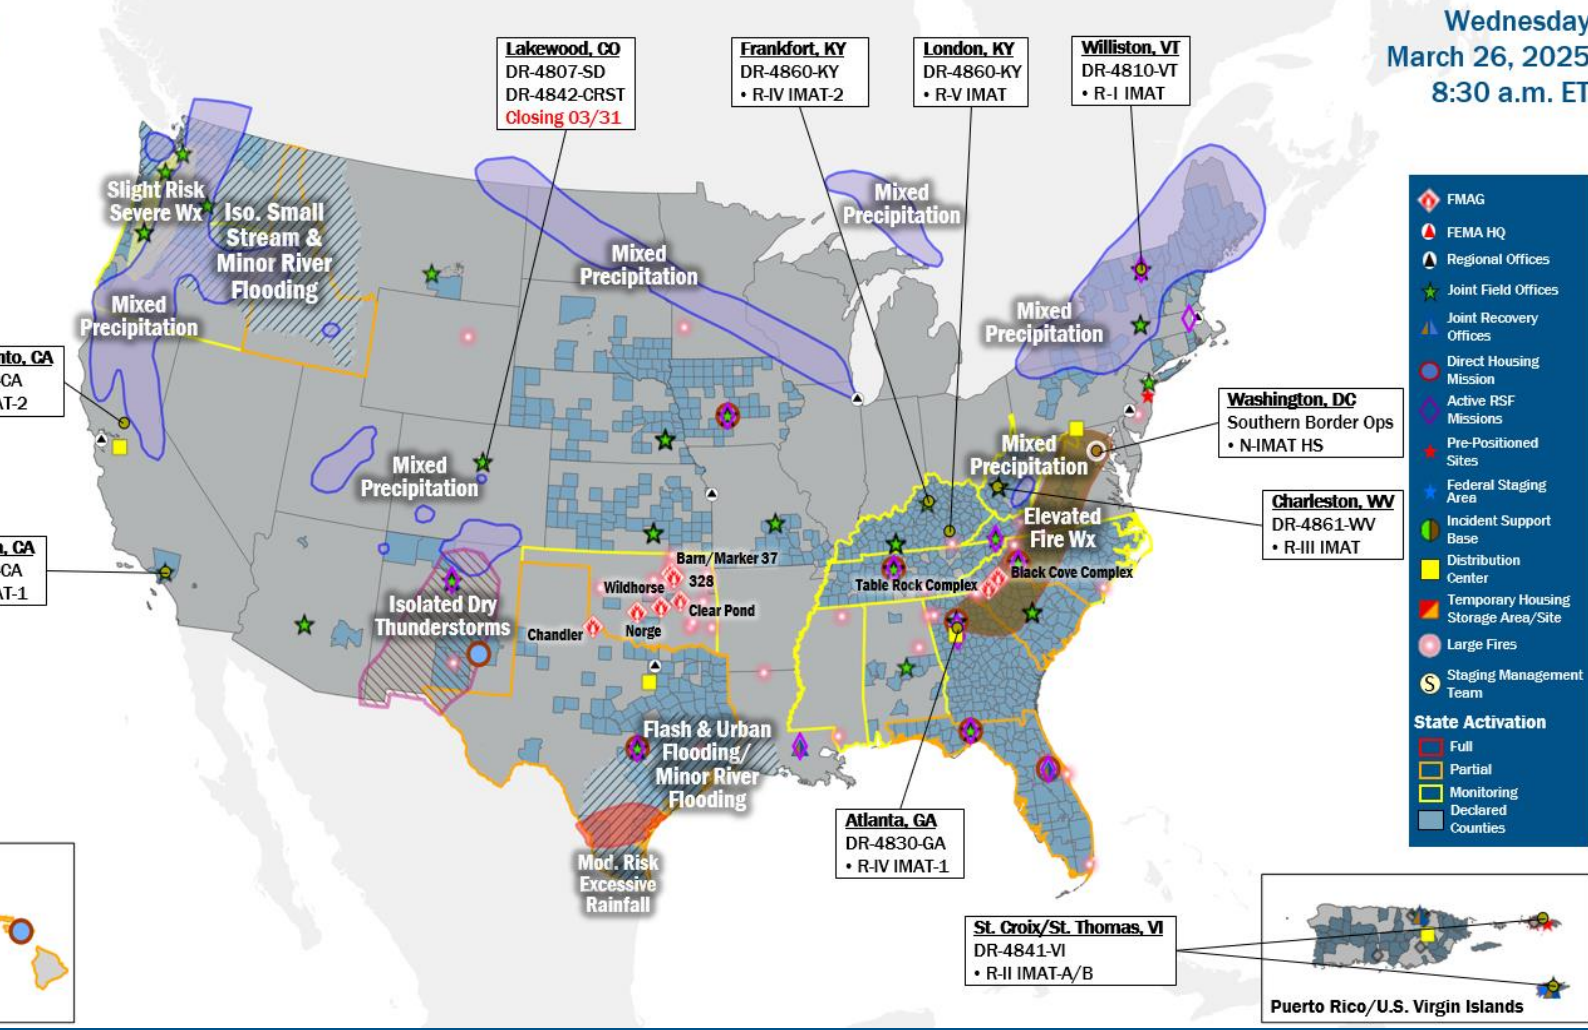 Wednesday
March 26, 2025
8:30 a.m. ET
Lakewood, CO
DR-4807-SD
DR-4842-CRST
Closing 03/31
Frankfort, KY
DR-4860-KY
• R-IV IMAT-2
London, KY
DR-4860-KY
• R-V IMAT
Williston, VT
DR-4810-VT
• R-I IMAT
Slight Risk
Severe Wx
Iso. Small
Stream &
Minor River
Flooding
Mixed
Precipitation
Mixed
Precipitation
Mixed
Precipitation
Mixed
Precipitation
Mixed
Precipitation
Mixed
Precipitation
nto, CA
CA
AT-2
, CA
-CA
AT-1
Washington, DC
Southern Border Ops
• N-IMAT HS
Charleston, WV
DR-4861-WV
• R-III IMAT
Elevated
Fire Wx
Barn/Marker 37
328
Wildhorse
Clear Pond
Norge
Chandler
Table Rock Complex
Black Cove Complex
Isolated Dry
Thunderstorms
Flash & Urban
Flooding/
Minor River
Flooding
Mod. Risk
Excessive
Rainfall
Atlanta, GA
DR-4830-GA
• R-IV IMAT-1
St. Croix/St. Thomas, VI
DR-4841-VI
• R-II IMAT-A/B
Puerto Rico/U.S. Virgin Islands
FMAG
FEMA HQ
Regional Offices
Joint Field Offices
Joint Recovery
Offices
Direct Housing
Mission
Active RSF
Missions
Pre-Positioned
Sites
Federal Staging
Area
Incident Support
Base
Distribution
Center
Temporary Housing
Storage Area/Site
Large Fires
S
Staging Management
Team
State Activation
Full
Partial
Monitoring
Declared
Counties